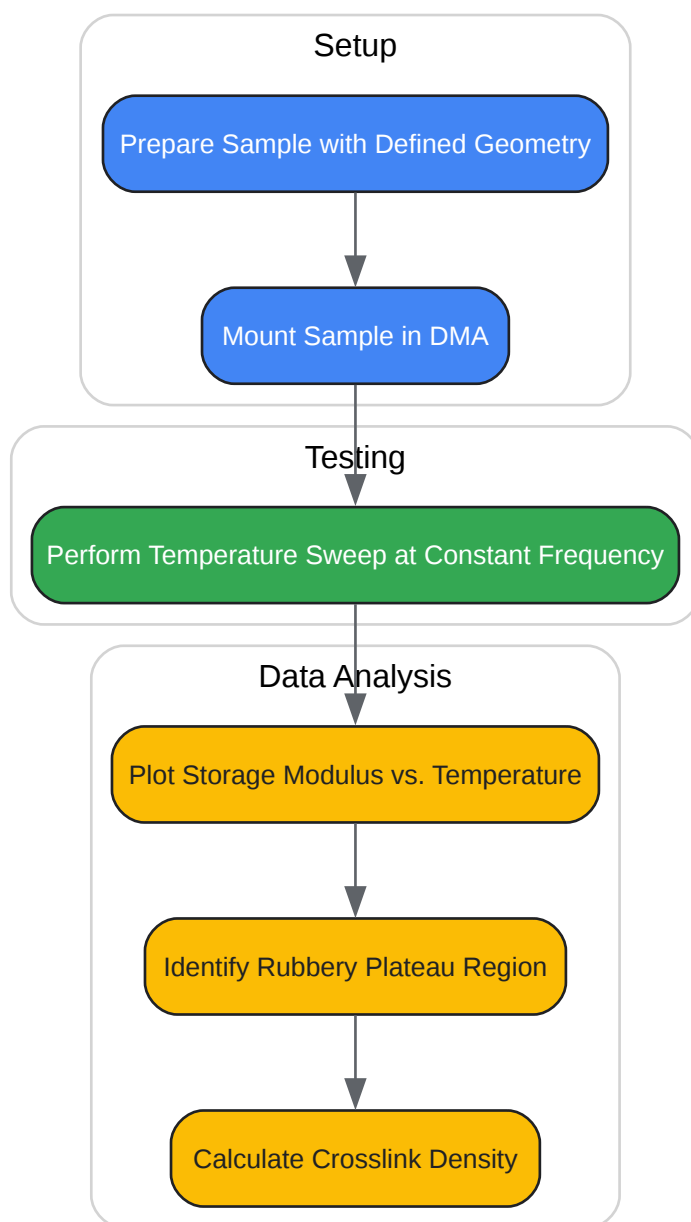 Setup
Prepare Sample with Defined Geometry
Mount Sample in DMA
Testing
Perform Temperature Sweep at Constant Frequency
Data Analysis
Plot Storage Modulus vs. Temperature
Identify Rubbery Plateau Region
Calculate Crosslink Density